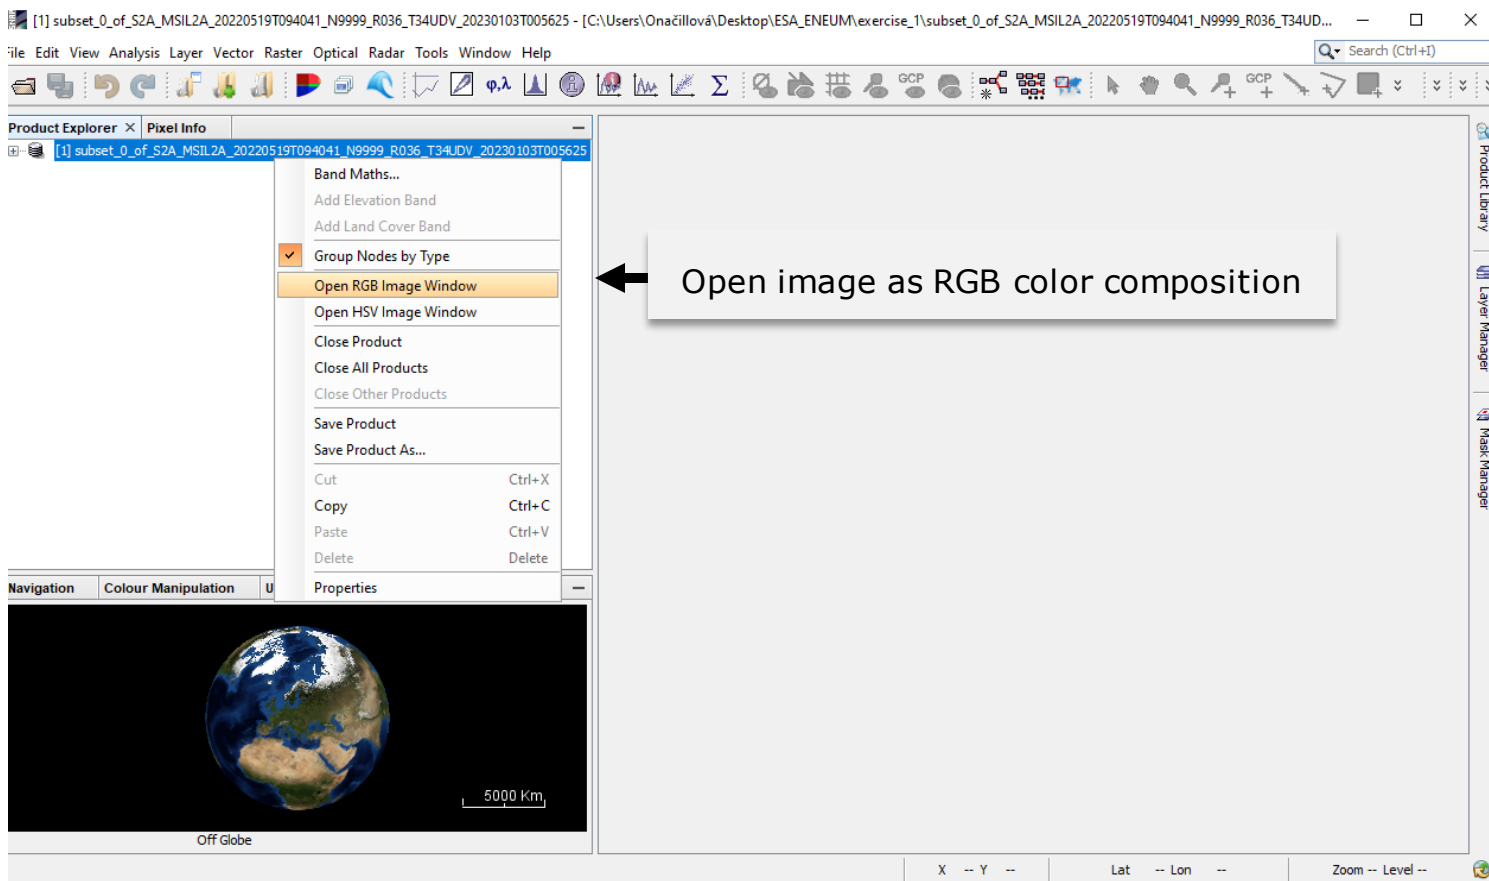 [1] subset_0_of_S2A_MSIL2A_20220519T094041_N9999_R036_T34UDV_20230103T005625 - [C:\Users\Onačillová\Desktop\ESA_ENEUM\exercise_1\subset_0_of_S2A_MSIL2A_20220519T094041_N9999_R036_T34UD...
File Edit View Analysis Layer Vector Raster Optical Radar Tools Window Help
Search (Ctrl+I)
φ,λ Σ GCP GCP
Product Explorer Pixel Info
[1] subset_0_of_S2A_MSIL2A_20220519T094041_N9999_R036_T34UDV_20230103T005625
Band Maths...
Add Elevation Band
Add Land Cover Band
Group Nodes by Type
Open RGB Image Window
Open HSV Image Window
Close Product
Close All Products
Close Other Products
Save Product
Save Product As...
Cut Ctrl+X
Copy Ctrl+C
Paste Ctrl+V
Delete Delete
Properties
Open image as RGB color composition
Product Library
Layer Manager
Mask Manager
Navigation Colour Manipulation U
5000 Km
Off Globe
X -- Y -- Lat -- Lon -- Zoom -- Level --